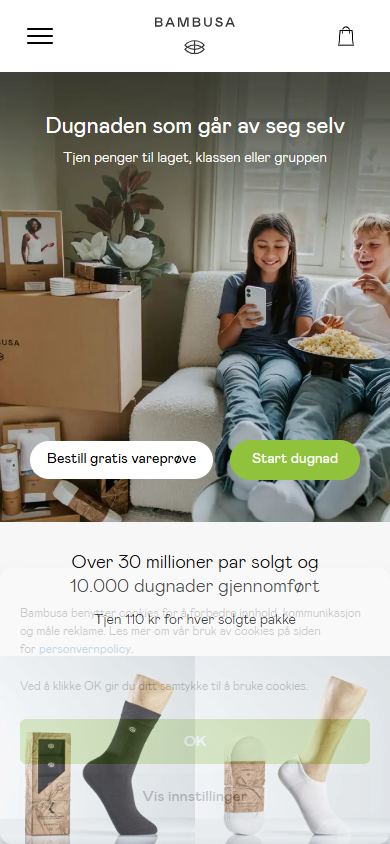 BAMBUSA
Dugnaden som går av seg selv
Tjen penger til laget, klassen eller gruppen
Bestill gratis vareprøve
Start dugnad
Over 30 millioner par solgt og
10.000 dugnader gjennomført
Tjen 110 kr for hver solgte pakke
Bambusa benytter cookies for å forbedre innhold, kommunikasjon
og måle reklame. Les mer om vår bruk av cookies på siden
for personvernpolicy.
Ved å klikke OK gir du ditt samtykke til å bruke cookies.
OK
Vis innstillinger